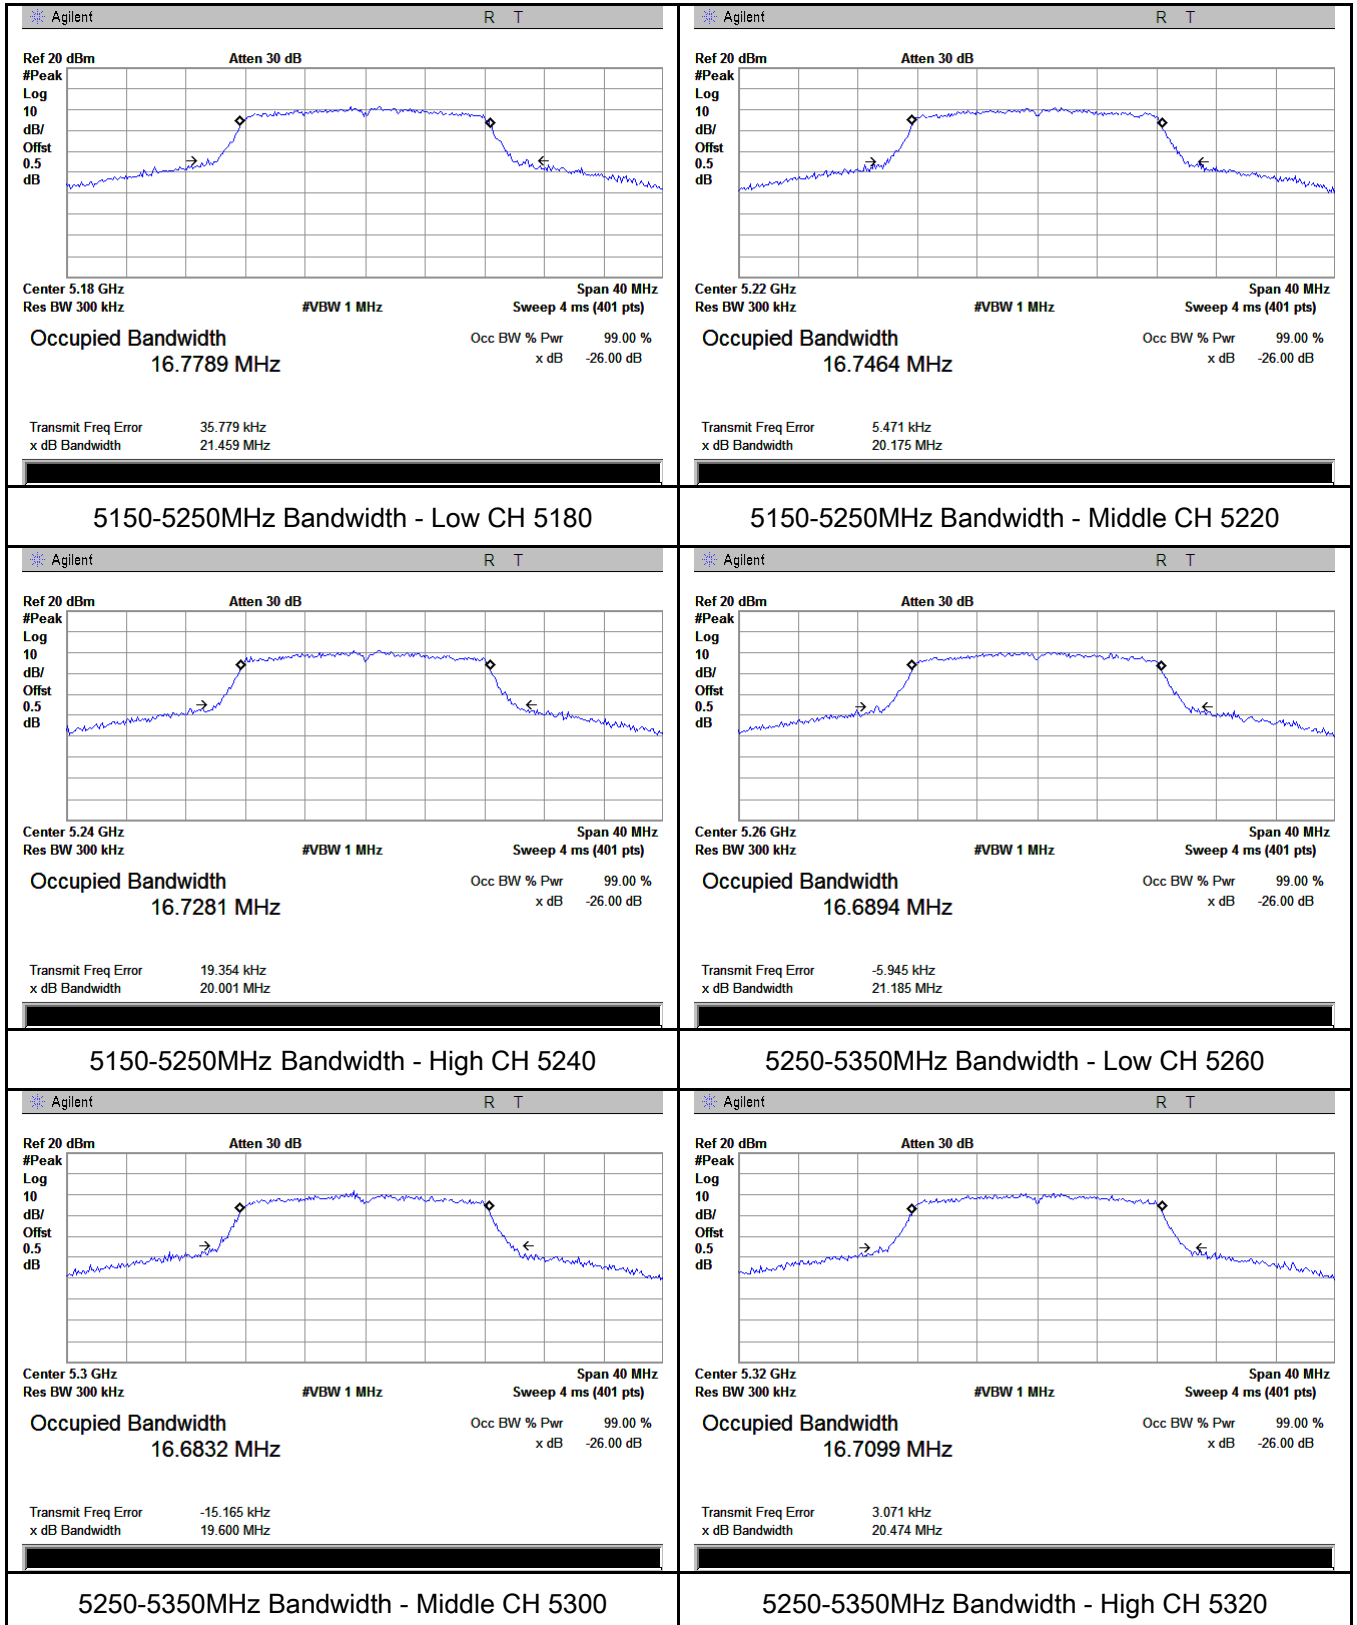 Agilent R T
Ref 20 dBm Atten 30 dB
#Peak
Log
10
dB/
Offst
0.5
dB
Center 5.18 GHz Span 40 MHz
Res BW 300 kHz #VBW 1 MHz Sweep 4 ms (401 pts)
Occupied Bandwidth Occ BW % Pwr 99.00 %
16.7789 MHz x dB -26.00 dB
Transmit Freq Error 35.779 kHz
x dB Bandwidth 21.459 MHz
5150-5250MHz Bandwidth - Low CH 5180
Agilent R T
Ref 20 dBm Atten 30 dB
#Peak
Log
10
dB/
Offst
0.5
dB
Center 5.22 GHz Span 40 MHz
Res BW 300 kHz #VBW 1 MHz Sweep 4 ms (401 pts)
Occupied Bandwidth Occ BW % Pwr 99.00 %
16.7464 MHz x dB -26.00 dB
Transmit Freq Error 5.471 kHz
x dB Bandwidth 20.175 MHz
5150-5250MHz Bandwidth - Middle CH 5220
Agilent R T
Ref 20 dBm Atten 30 dB
#Peak
Log
10
dB/
Offst
0.5
dB
Center 5.24 GHz Span 40 MHz
Res BW 300 kHz #VBW 1 MHz Sweep 4 ms (401 pts)
Occupied Bandwidth Occ BW % Pwr 99.00 %
16.7281 MHz x dB -26.00 dB
Transmit Freq Error 19.354 kHz
x dB Bandwidth 20.001 MHz
5150-5250MHz Bandwidth - High CH 5240
Agilent R T
Ref 20 dBm Atten 30 dB
#Peak
Log
10
dB/
Offst
0.5
dB
Center 5.26 GHz Span 40 MHz
Res BW 300 kHz #VBW 1 MHz Sweep 4 ms (401 pts)
Occupied Bandwidth Occ BW % Pwr 99.00 %
16.6894 MHz x dB -26.00 dB
Transmit Freq Error -5.945 kHz
x dB Bandwidth 21.185 MHz
5250-5350MHz Bandwidth - Low CH 5260
Agilent R T
Ref 20 dBm Atten 30 dB
#Peak
Log
10
dB/
Offst
0.5
dB
Center 5.3 GHz Span 40 MHz
Res BW 300 kHz #VBW 1 MHz Sweep 4 ms (401 pts)
Occupied Bandwidth Occ BW % Pwr 99.00 %
16.6832 MHz x dB -26.00 dB
Transmit Freq Error -15.165 kHz
x dB Bandwidth 19.600 MHz
5250-5350MHz Bandwidth - Middle CH 5300
Agilent R T
Ref 20 dBm Atten 30 dB
#Peak
Log
10
dB/
Offst
0.5
dB
Center 5.32 GHz Span 40 MHz
Res BW 300 kHz #VBW 1 MHz Sweep 4 ms (401 pts)
Occupied Bandwidth Occ BW % Pwr 99.00 %
16.7099 MHz x dB -26.00 dB
Transmit Freq Error 3.071 kHz
x dB Bandwidth 20.474 MHz
5250-5350MHz Bandwidth - High CH 5320